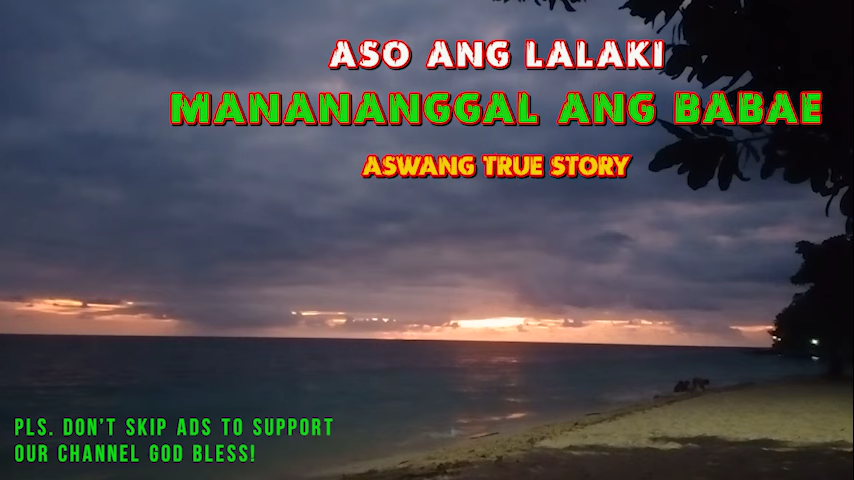 ASO ANG LALAKI
MANANANGGAL ANG BABAE
ASWANG TRUE STORY
PLS. DON'T SKIP ADS TO SUPPORT
OUR CHANNEL GOD BLESS!